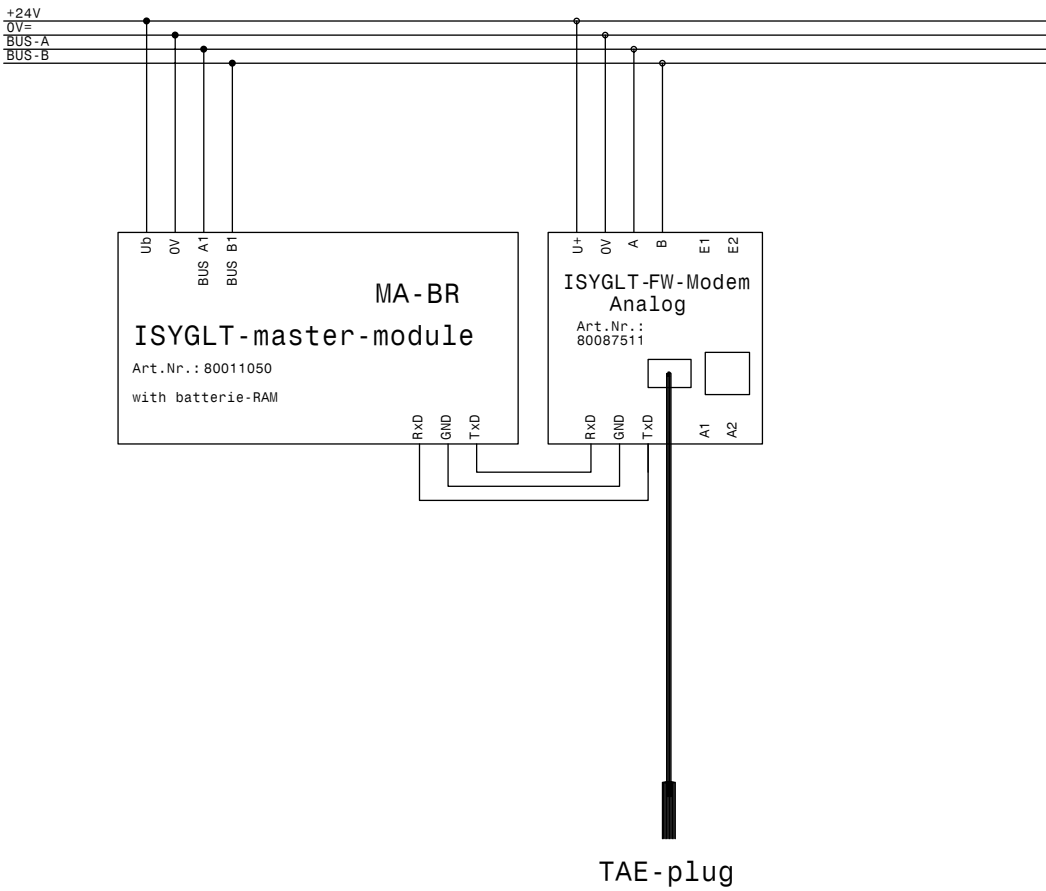 +24V
0V=
BUS-A
BUS-B
Ub
0V
BUS A1
BUS B1
MA-BR
ISYGLT-master-module
Art.Nr.:80011050
with batterie-RAM
RxD
GND
TxD
U+
0V
A
B
E1
E2
ISYGLT-FW-Modem
Analog
Art.Nr.:
80087511
RxD
GND
TxD
A1
A2
TAE-plug